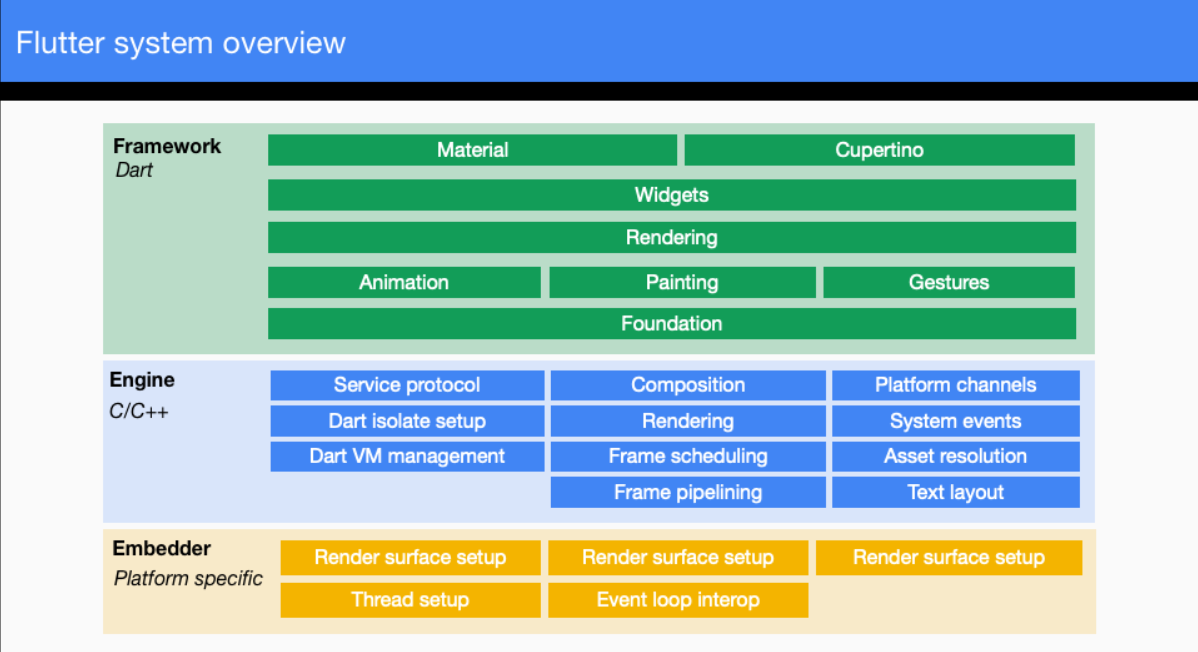 Flutter system overview
Framework
Dart
Material Cupertino
Widgets
Rendering
Animation Painting Gestures
Foundation
Engine
C/C++
Service protocol Composition Platform channels
Dart isolate setup Rendering System events
Dart VM management Frame scheduling Asset resolution
Frame pipelining Text layout
Embedder
Platform specific
Render surface setup Render surface setup Render surface setup
Thread setup Event loop interop